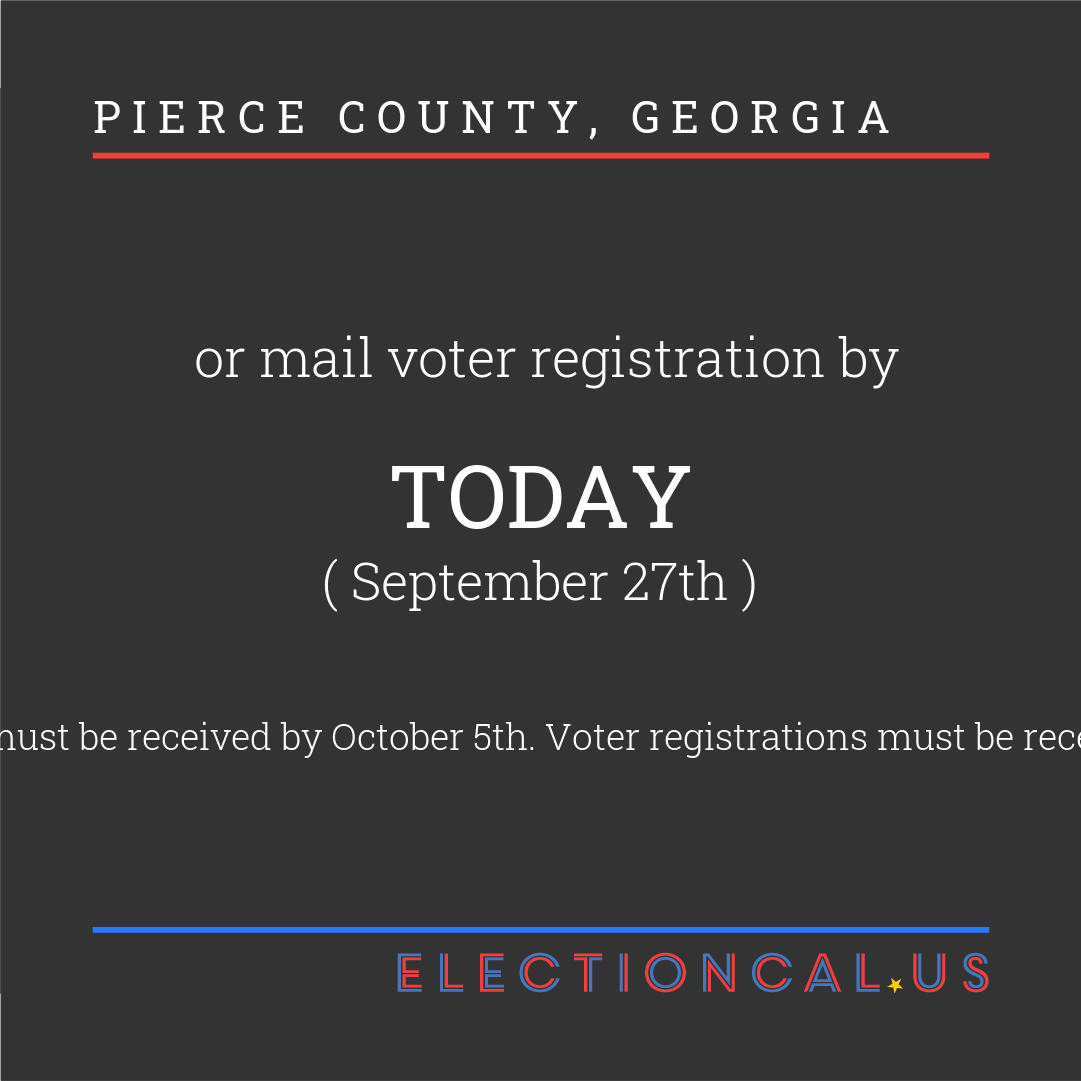 PIERCE COUNTY, GEORGIA
or mail voter registration by
TODAY
( September 27th )
must be received by October 5th. Voter registrations must be
ELECTIONCAL.US